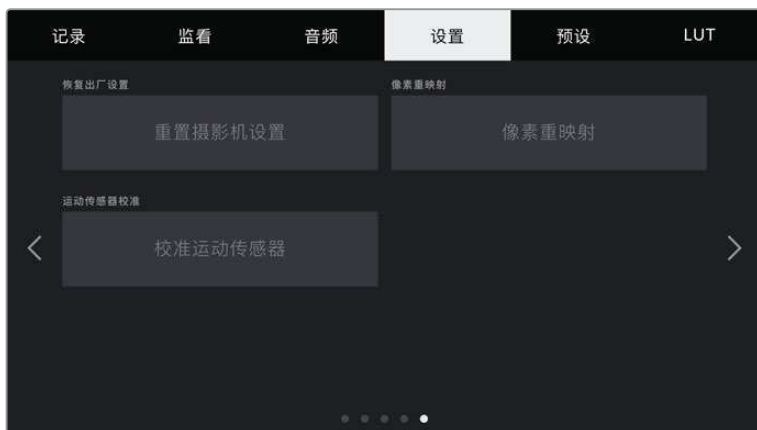 记录 监看 音频 设置 预设 LUT
恢复出厂设置 像素重映射
重置摄影机设置 像素重映射
运动传感器校准
校准运动传感器